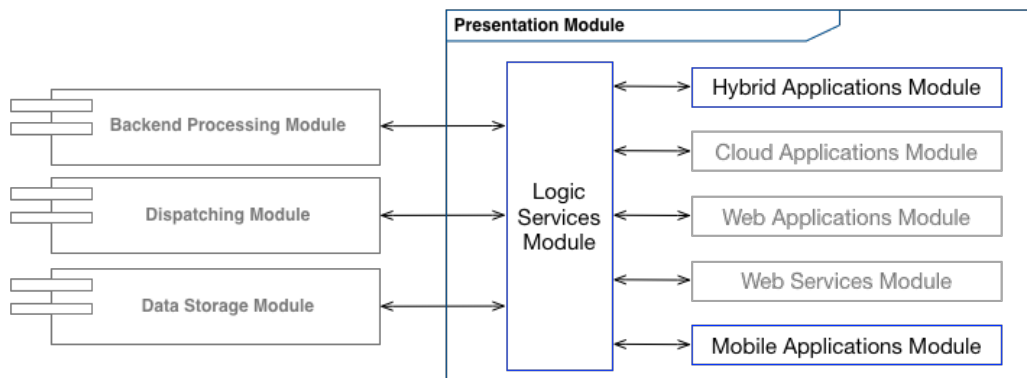 Presentation Module
Backend Processing Module
Dispatching Module
Data Storage Module
Logic
Services
Module
Hybrid Applications Module
Cloud Applications Module
Web Applications Module
Web Services Module
Mobile Applications Module